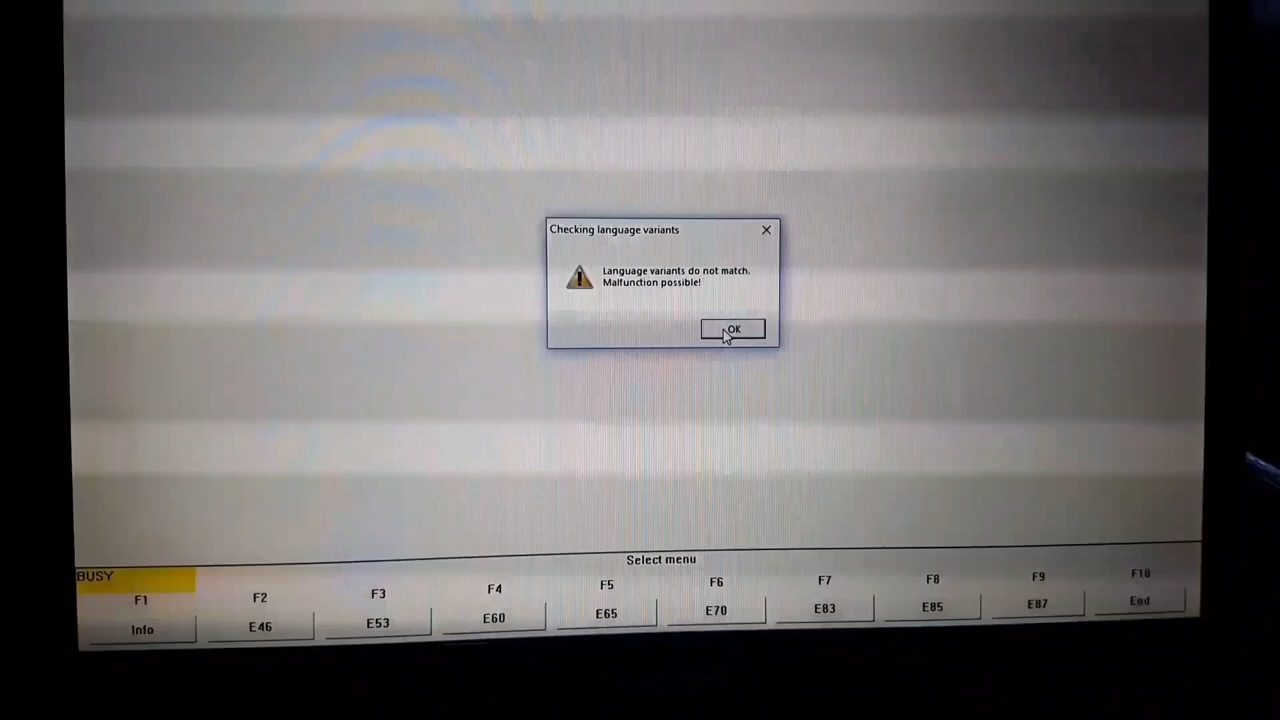 Checking language variants
Language variants do not match.
Malfunction possible!
OK
Select menu
BUSY
F1 F2 F3 F4 F5 F6 F7 F8 F9 F10
Info E46 E53 E60 E65 E70 E83 E85 E87 End